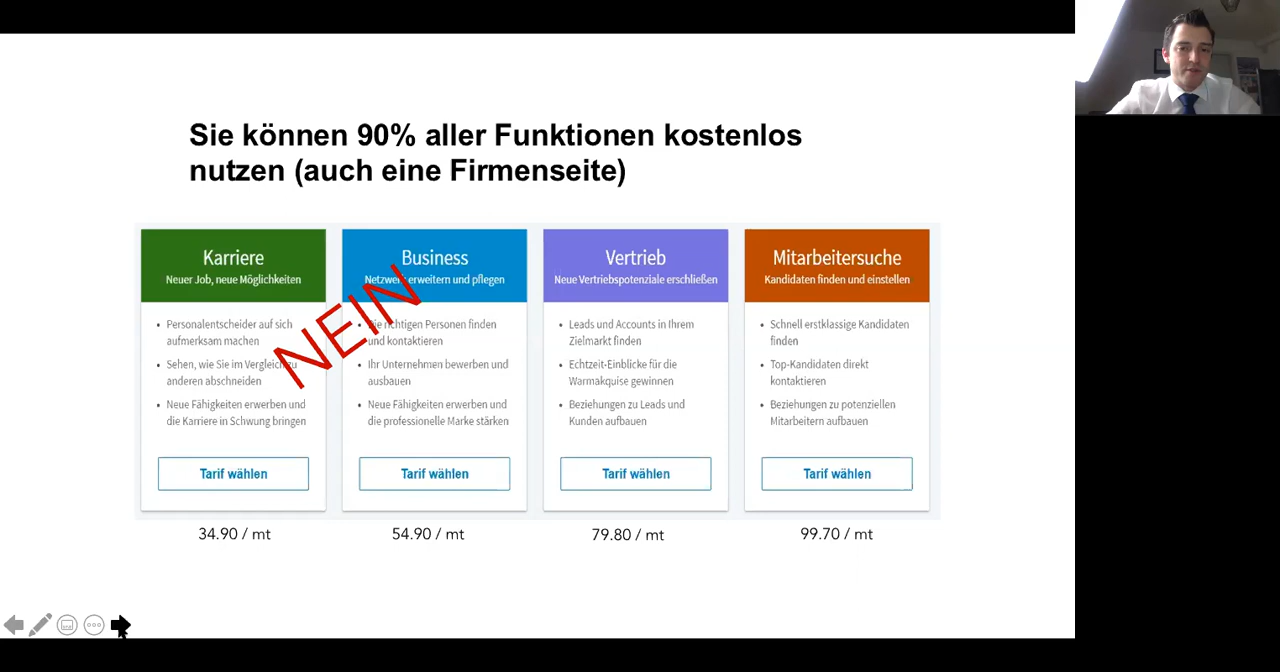 Sie können 90% aller Funktionen kostenlos
nutzen (auch eine Firmenseite)
Karriere
Neuer Job, neue Möglichkeiten
• Personalentscheider auf sich
aufmerksam machen
• Sehen, wie Sie im Vergleich zu
anderen abschneiden
• Neue Fähigkeiten erwerben und
die Karriere in Schwung bringen
Tarif wählen
34.90 / mt
Business
Netzwerk erweitern und pflegen
• Die richtigen Personen finden
und kontaktieren
• Ihr Unternehmen bewerben und
ausbauen
• Neue Fähigkeiten erwerben und
die professionelle Marke stärken
Tarif wählen
54.90 / mt
NEIN
Vertrieb
Neue Vertriebspotenziale erschließen
• Leads und Accounts in Ihrem
Zielmarkt finden
• Echtzeit-Einblicke für die
Warmakquise gewinnen
• Beziehungen zu Leads und
Kunden aufbauen
Tarif wählen
79.80 / mt
Mitarbeitersuche
Kandidaten finden und einstellen
• Schnell erstklassige Kandidaten
finden
• Top-Kandidaten direkt
kontaktieren
• Beziehungen zu potenziellen
Mitarbeitern aufbauen
Tarif wählen
99.70 / mt